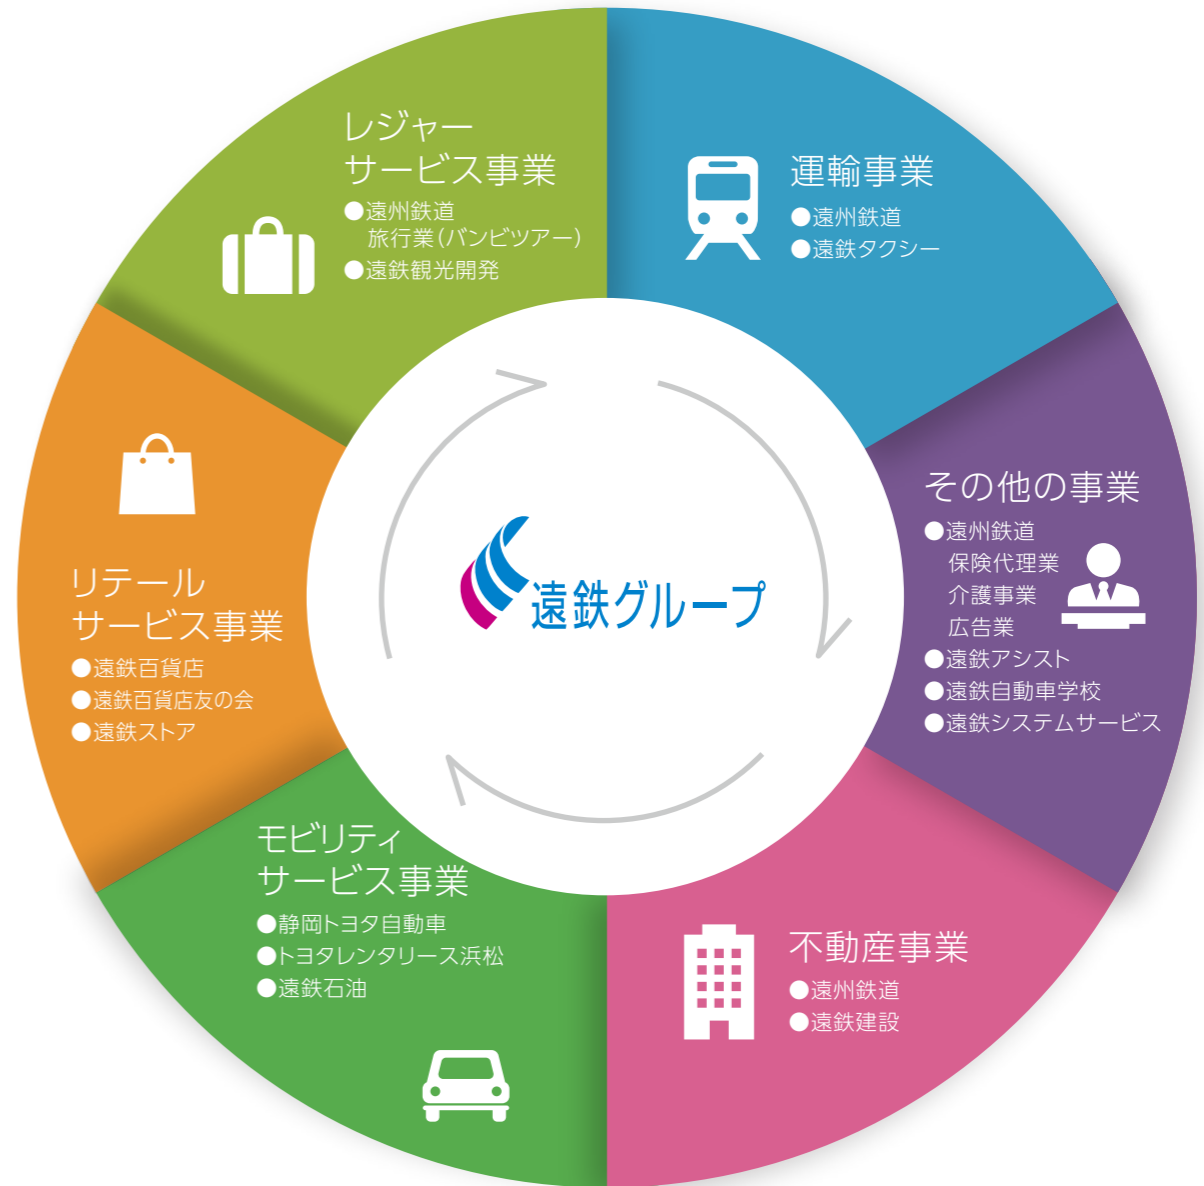 レジャー
サービス事業
●遠州鉄道
旅行業(バンビツアー)
●遠鉄観光開発
運輸事業
●遠州鉄道
●遠鉄タクシー
その他の事業
●遠州鉄道
保険代理業
介護事業
広告業
●遠鉄アシスト
●遠鉄自動車学校
●遠鉄システムサービス
不動産事業
●遠州鉄道
●遠鉄建設
モビリティ
サービス事業
●静岡トヨタ自動車
●トヨタレンタリース浜松
●遠鉄石油
リテール
サービス事業
●遠鉄百貨店
●遠鉄百貨店友の会
●遠鉄ストア
遠鉄グループ